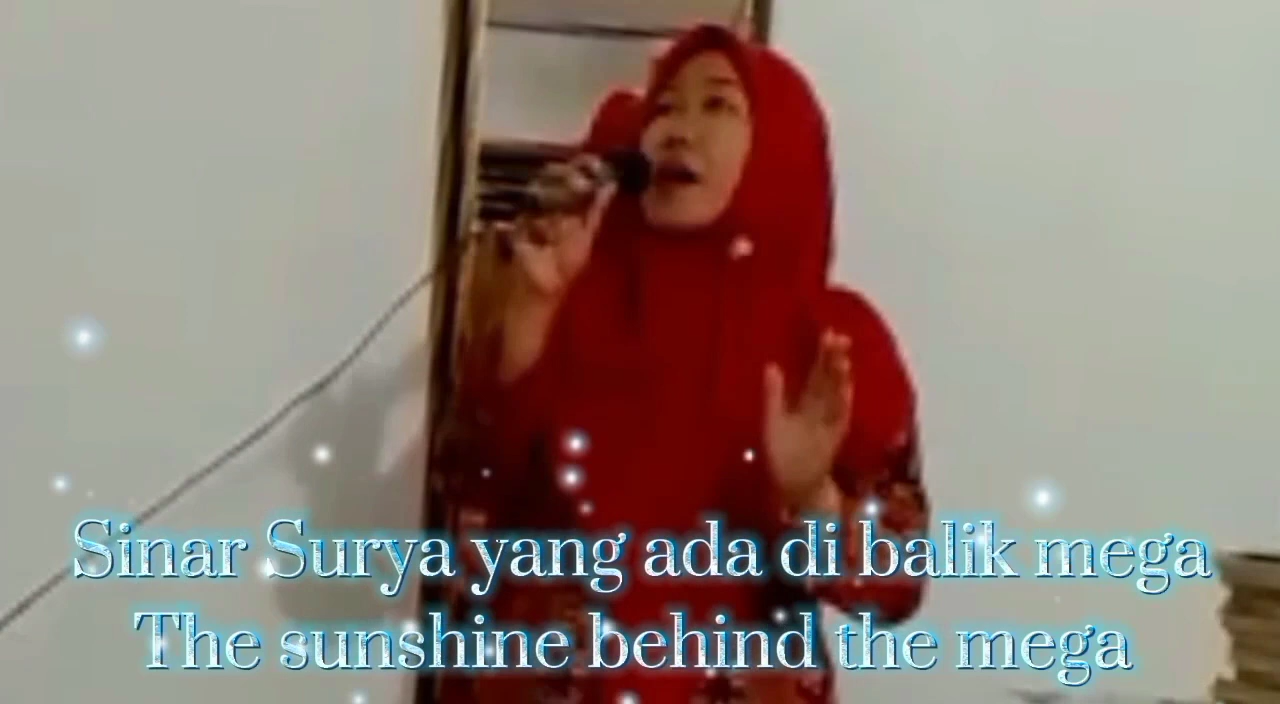 Sinar Surya yang ada di balik mega
The sunshine behind the mega